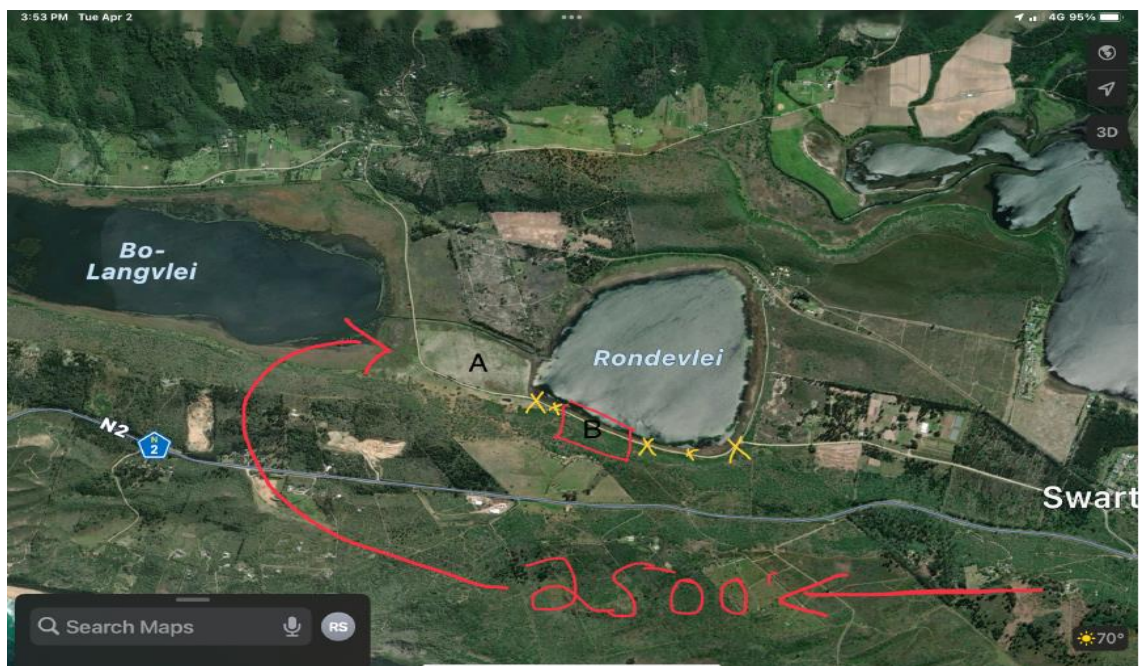 3:53 PM Tue Apr 2
4G 95%
3D
Bo-
Langvlei
A
Rondevlei
B
N2
N
2
Swart
2500'
Search Maps
RS
70°